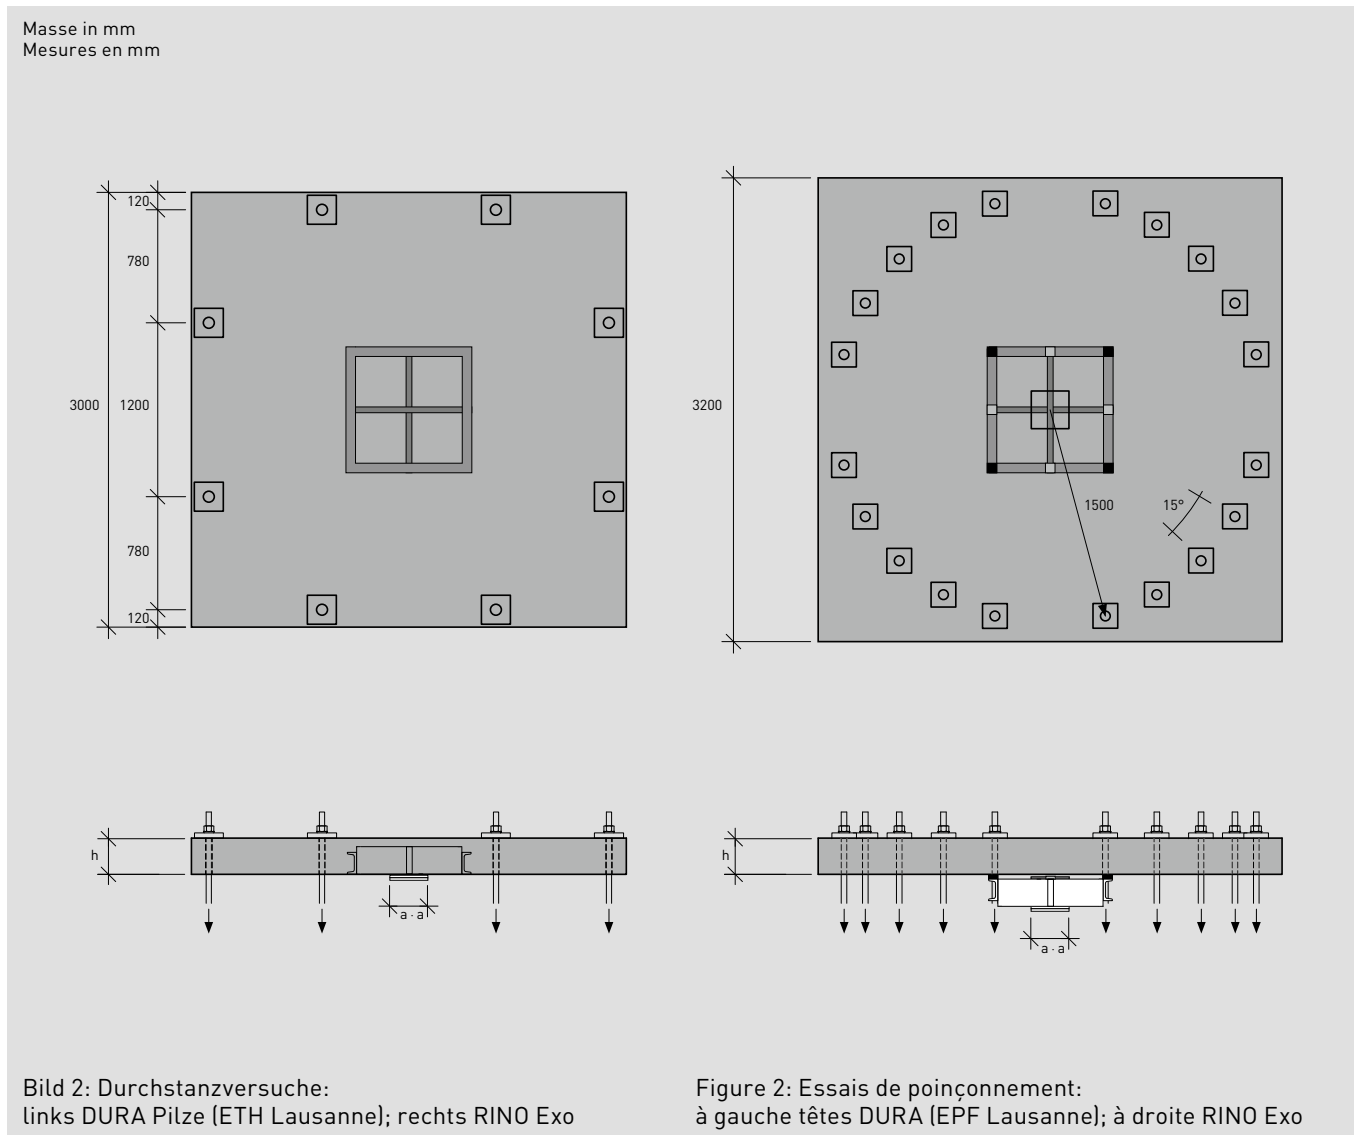 Masse in mm
Mesures en mm
120
780
3000
1200
780
120
3200
1500
15°
h
a · a
h
a · a
Bild 2: Durchstanzversuche:
links DURA Pilze (ETH Lausanne); rechts RINO Exo
Figure 2: Essais de poinçonnement:
à gauche têtes DURA (EPF Lausanne); à droite RINO Exo